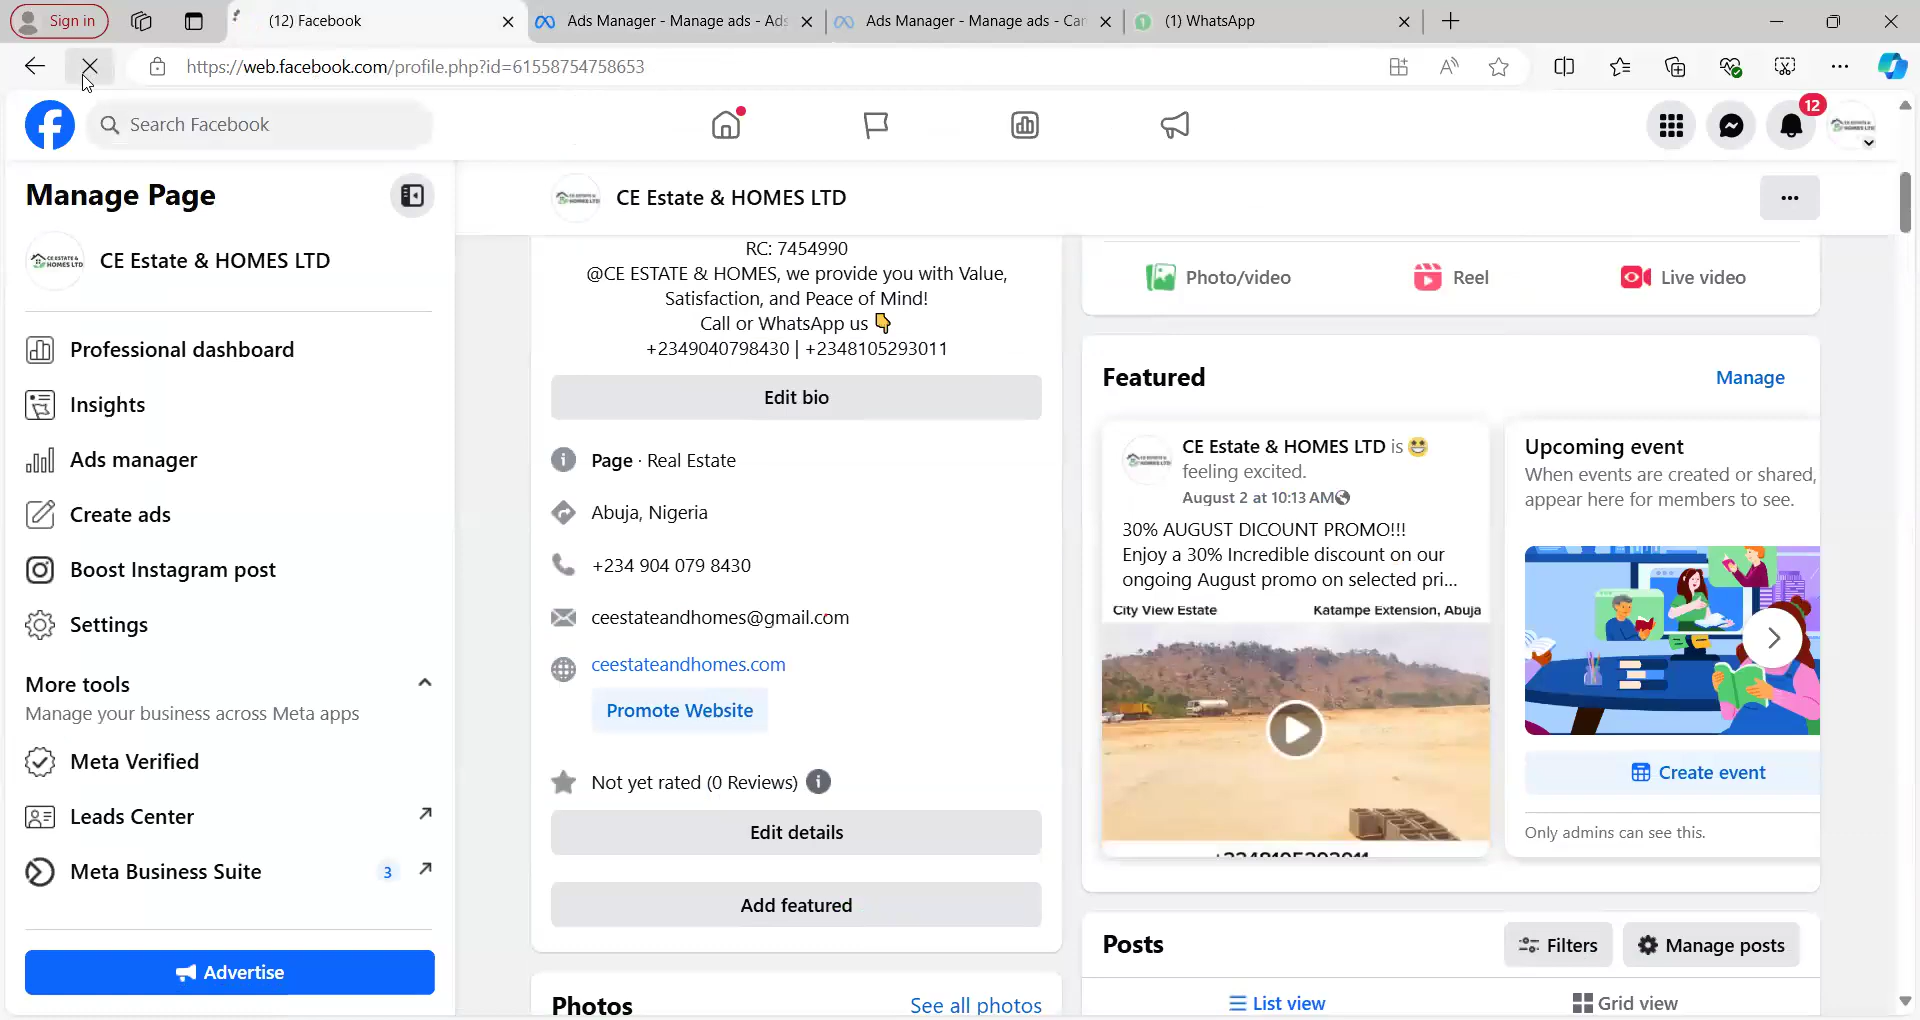 Sign in
(12) Facebook
Ads Manager - Manage ads - Ads
Ads Manager - Manage ads - Car
(1) WhatsApp
https://web.facebook.com/profile.php?id=61558754758653
Search Facebook
12
Manage Page
CE Estate & HOMES LTD
Professional dashboard
Insights
Ads manager
Create ads
Boost Instagram post
Settings
More tools
Manage your business across Meta apps
Meta Verified
Leads Center
Meta Business Suite 3
Advertise
CE Estate & HOMES LTD
RC: 7454990
@CE ESTATE & HOMES, we provide you with Value,
Satisfaction, and Peace of Mind!
Call or WhatsApp us 👇
+2349040798430 | +2348105293011
Edit bio
Page · Real Estate
Abuja, Nigeria
+234 904 079 8430
ceestateandhomes@gmail.com
ceestateandhomes.com
Promote Website
Not yet rated (0 Reviews)
Edit details
Add featured
Photos
See all photos
Photo/video
Reel
Live video
Featured
Manage
CE Estate & HOMES LTD is 🤩
feeling excited.
August 2 at 10:13 AM
30% AUGUST DICOUNT PROMO!!!
Enjoy a 30% Incredible discount on our
ongoing August promo on selected pri...
City View Estate
Katampe Extension, Abuja
+2348105293011
Upcoming event
When events are created or shared,
appear here for members to see.
Create event
Only admins can see this.
Posts
Filters
Manage posts
List view
Grid view